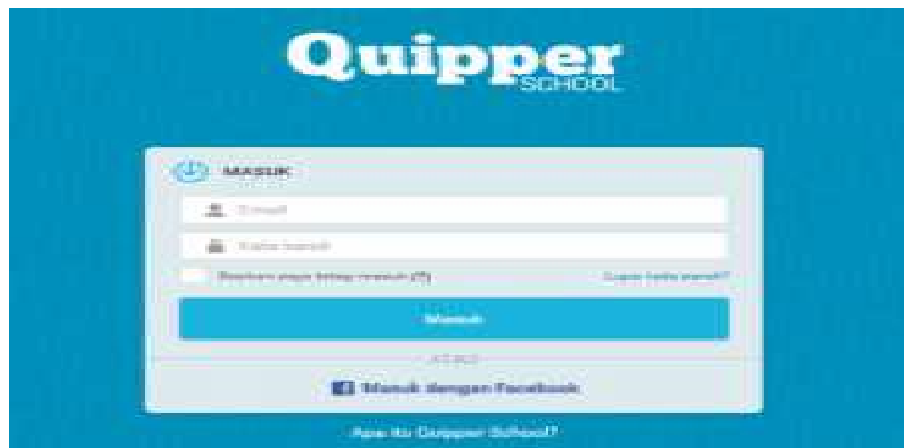 Quipper
SCHOOL
MASUK
Email
Kata sandi
Biarkan saya tetap masuk (?)
Lupa kata sandi?
Masuk
ATAU
Masuk dengan Facebook
Apa itu Quipper School?